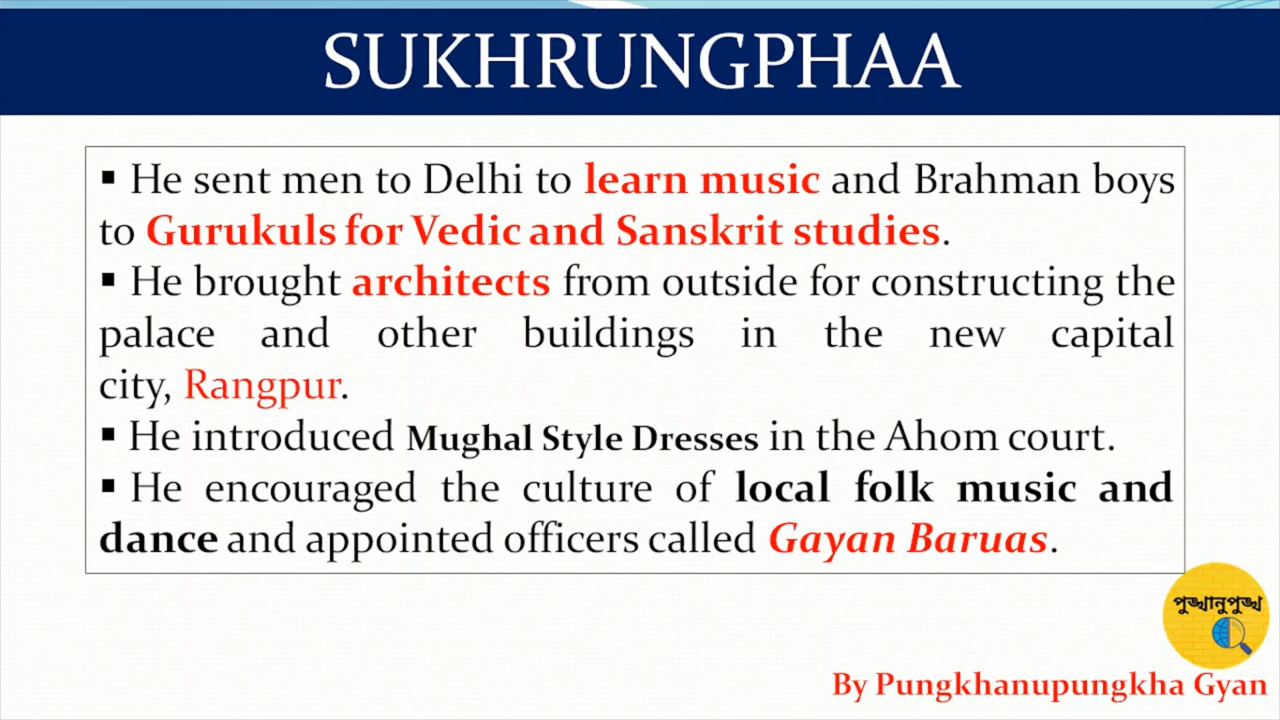 SUKHRUNGPHAA
▪ He sent men to Delhi to learn music and Brahman boys
to Gurukuls for Vedic and Sanskrit studies.
▪ He brought architects from outside for constructing the
palace and other buildings in the new capital
city, Rangpur.
▪ He introduced Mughal Style Dresses in the Ahom court.
▪ He encouraged the culture of local folk music and
dance and appointed officers called Gayan Baruas.
পুঙ্খানুপুঙ্খ
By Pungkhanupungkha Gyan